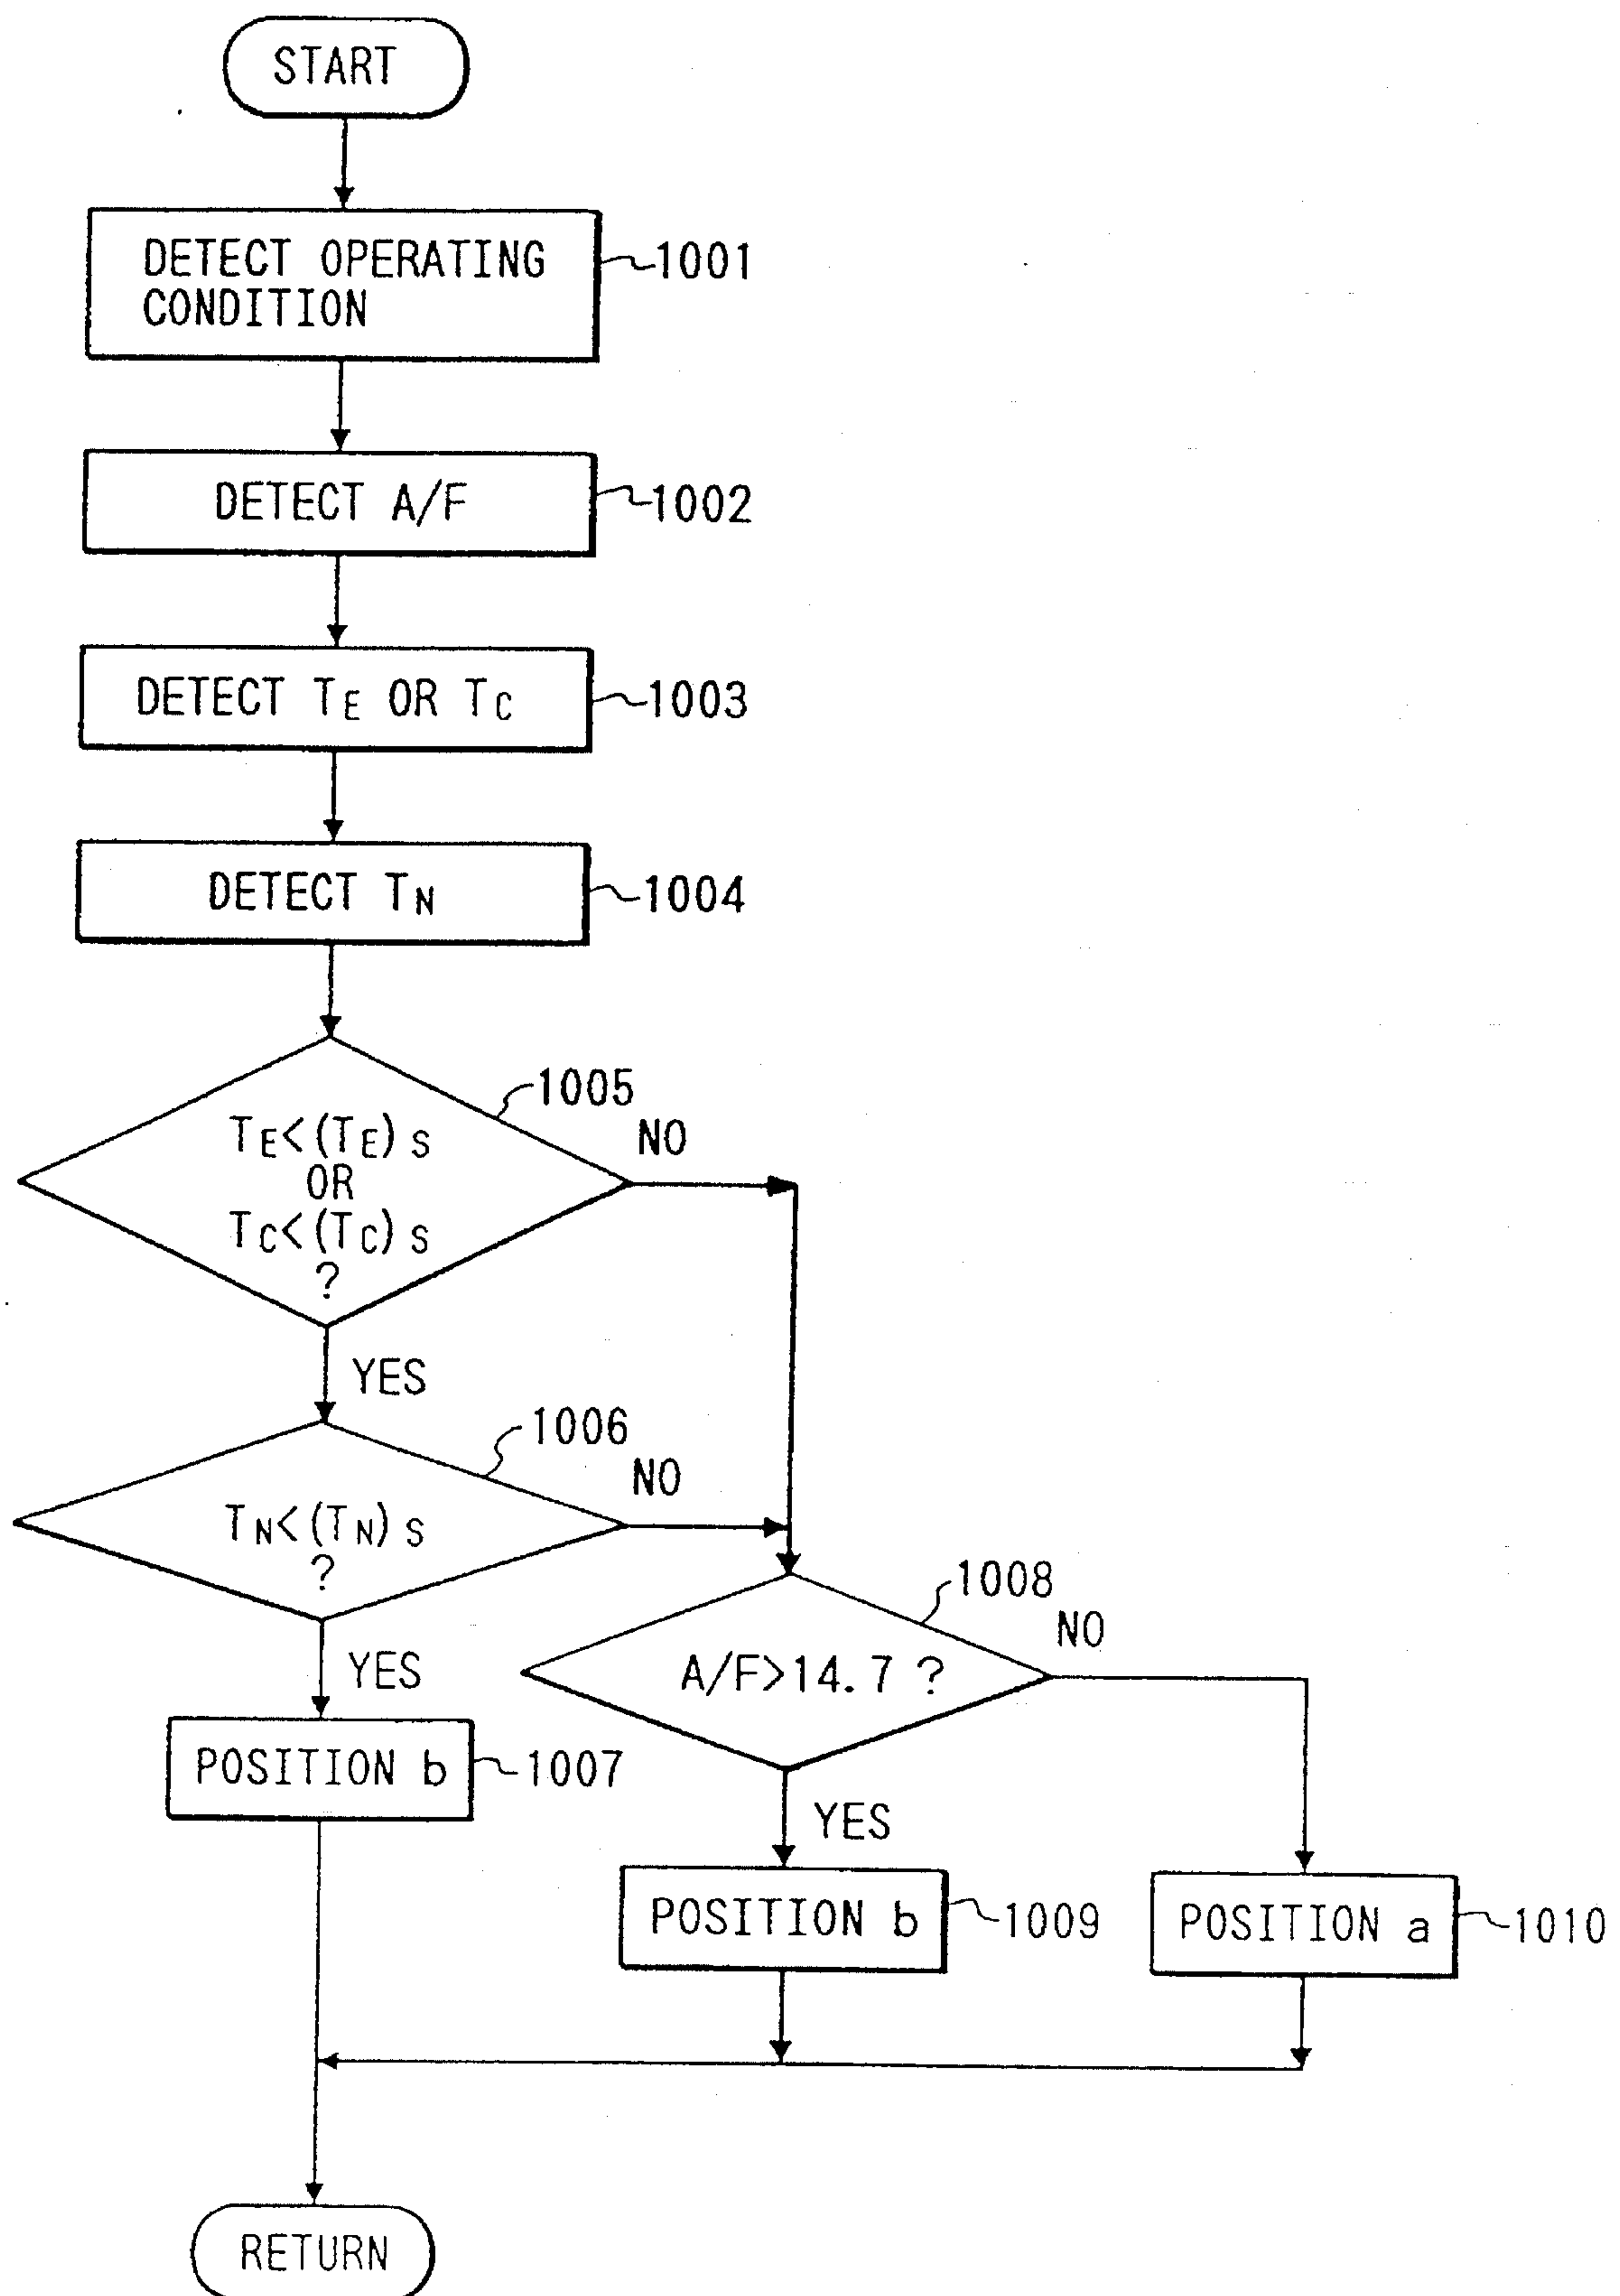 START
DETECT OPERATING
CONDITION
1001
DETECT A/F
1002
DETECT TE OR TC
1003
DETECT TN
1004
1005
TE<(TE)S
OR
TC<(TC)S
?
NO
YES
1006
TN<(TN)S
?
NO
YES
1008
A/F>14.7 ?
NO
POSITION b
1007
YES
POSITION b
1009
POSITION a
1010
RETURN